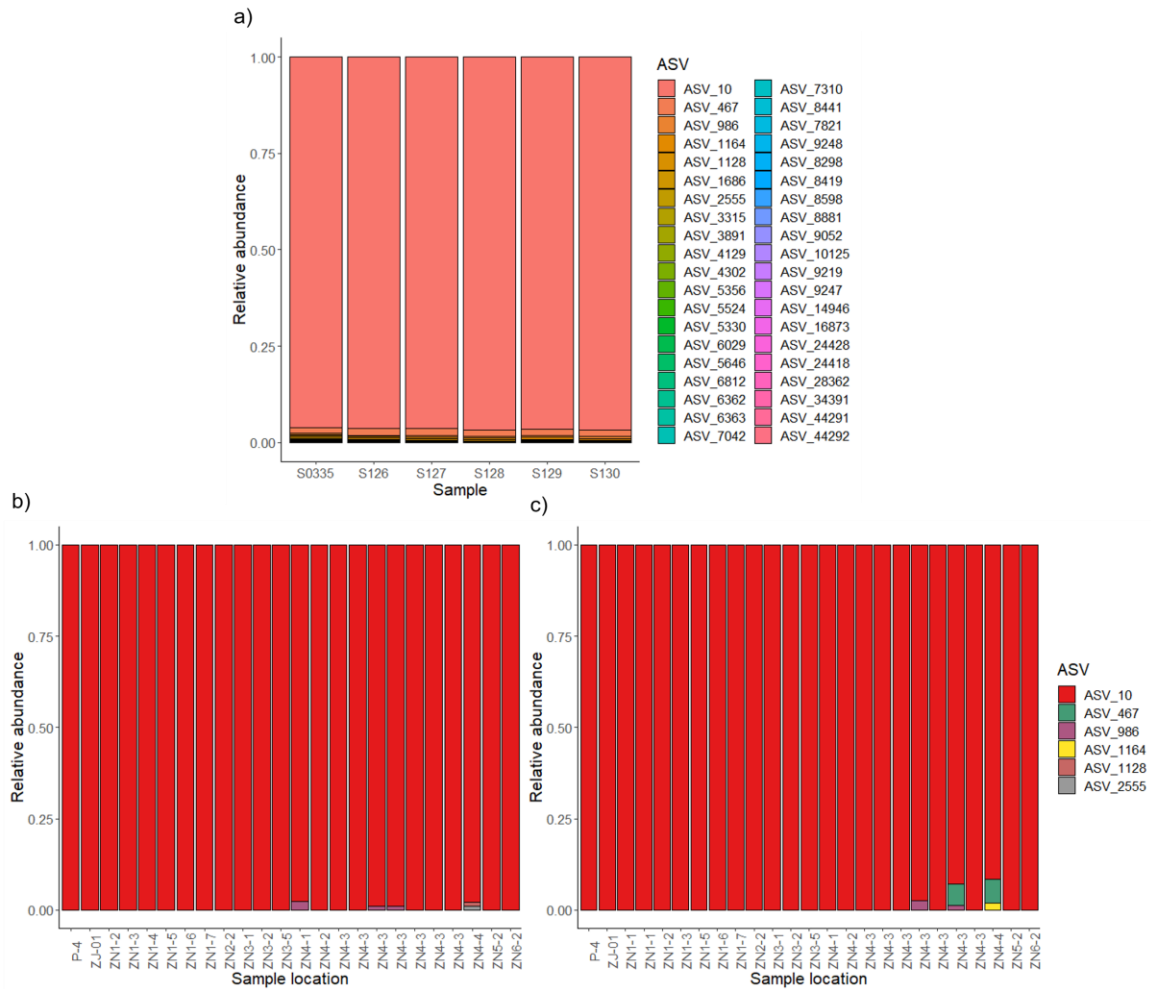 a)
1.00
0.75
0.50
0.25
0.00
Relative abundance
S0335 S126 S127 S128 S129 S130
Sample
ASV
ASV_10 ASV_7310
ASV_467 ASV_8441
ASV_986 ASV_7821
ASV_1164 ASV_9248
ASV_1128 ASV_8298
ASV_1686 ASV_8419
ASV_2555 ASV_8598
ASV_3315 ASV_8881
ASV_3891 ASV_9052
ASV_4129 ASV_10125
ASV_4302 ASV_9219
ASV_5356 ASV_9247
ASV_5524 ASV_14946
ASV_5330 ASV_16873
ASV_6029 ASV_24428
ASV_5646 ASV_24418
ASV_6812 ASV_28362
ASV_6362 ASV_34391
ASV_6363 ASV_44291
ASV_7042 ASV_44292
b)
1.00
0.75
0.50
0.25
0.00
Relative abundance
P-4 ZJ-01 ZN1-2 ZN1-3 ZN1-4 ZN1-5 ZN1-6 ZN1-7 ZN2-2 ZN3-1 ZN3-2 ZN3-5 ZN4-1 ZN4-2 ZN4-3 ZN4-3 ZN4-3 ZN4-3 ZN4-3 ZN4-3 ZN4-3 ZN4-4 ZN5-2 ZN6-2
Sample location
c)
1.00
0.75
0.50
0.25
0.00
Relative abundance
P-4 ZJ-01 ZN1-1 ZN1-1 ZN1-2 ZN1-3 ZN1-5 ZN1-6 ZN1-7 ZN2-2 ZN3-1 ZN3-2 ZN3-5 ZN4-1 ZN4-2 ZN4-3 ZN4-3 ZN4-3 ZN4-3 ZN4-3 ZN4-3 ZN4-3 ZN4-4 ZN5-2 ZN6-2
Sample location
ASV
ASV_10
ASV_467
ASV_986
ASV_1164
ASV_1128
ASV_2555